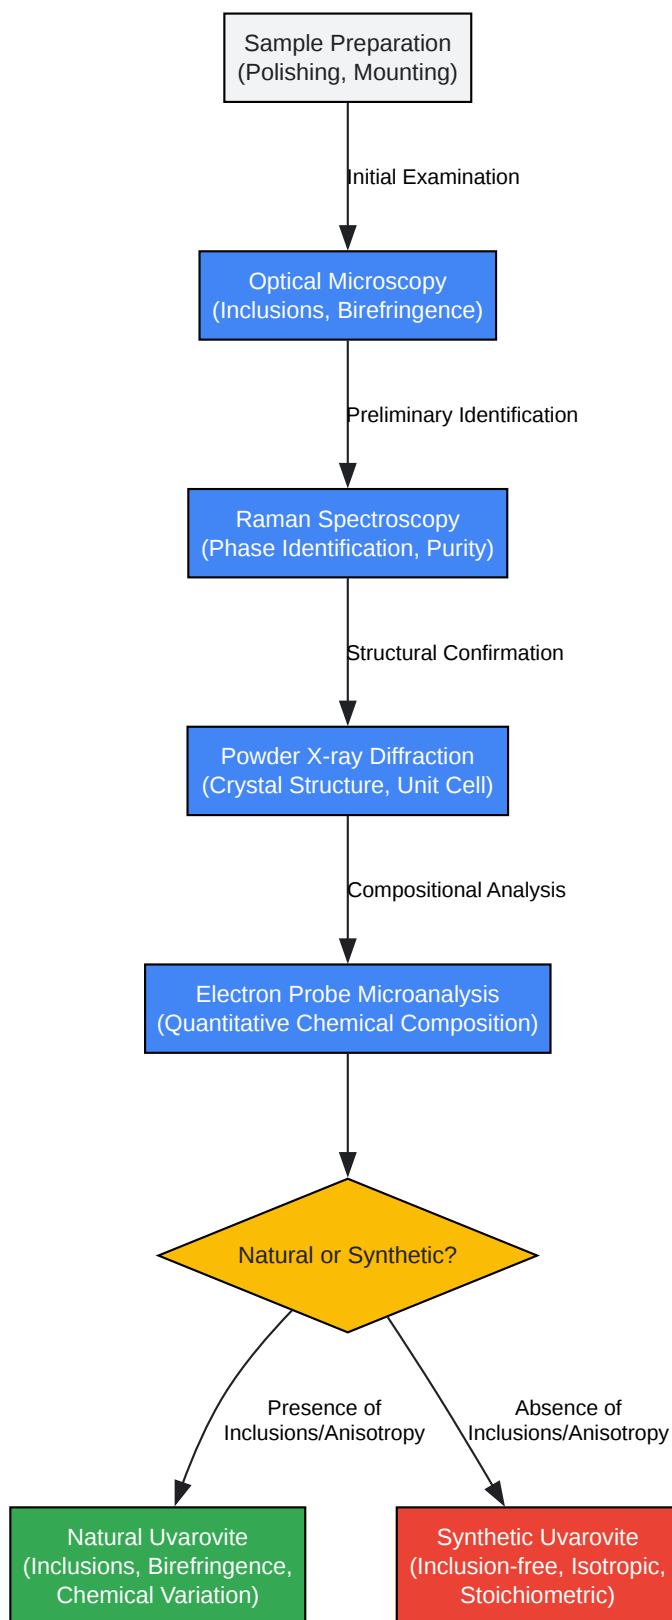 Sample Preparation
(Polishing, Mounting)
Initial Examination
Optical Microscopy
(Inclusions, Birefringence)
Preliminary Identification
Raman Spectroscopy
(Phase Identification, Purity)
Structural Confirmation
Powder X-ray Diffraction
(Crystal Structure, Unit Cell)
Compositional Analysis
Electron Probe Microanalysis
(Quantitative Chemical Composition)
Natural or Synthetic?
Presence of
Inclusions/Anisotropy
Absence of
Inclusions/Anisotropy
Natural Uvarovite
(Inclusions, Birefringence,
Chemical Variation)
Synthetic Uvarovite
(Inclusion-free, Isotropic,
Stoichiometric)